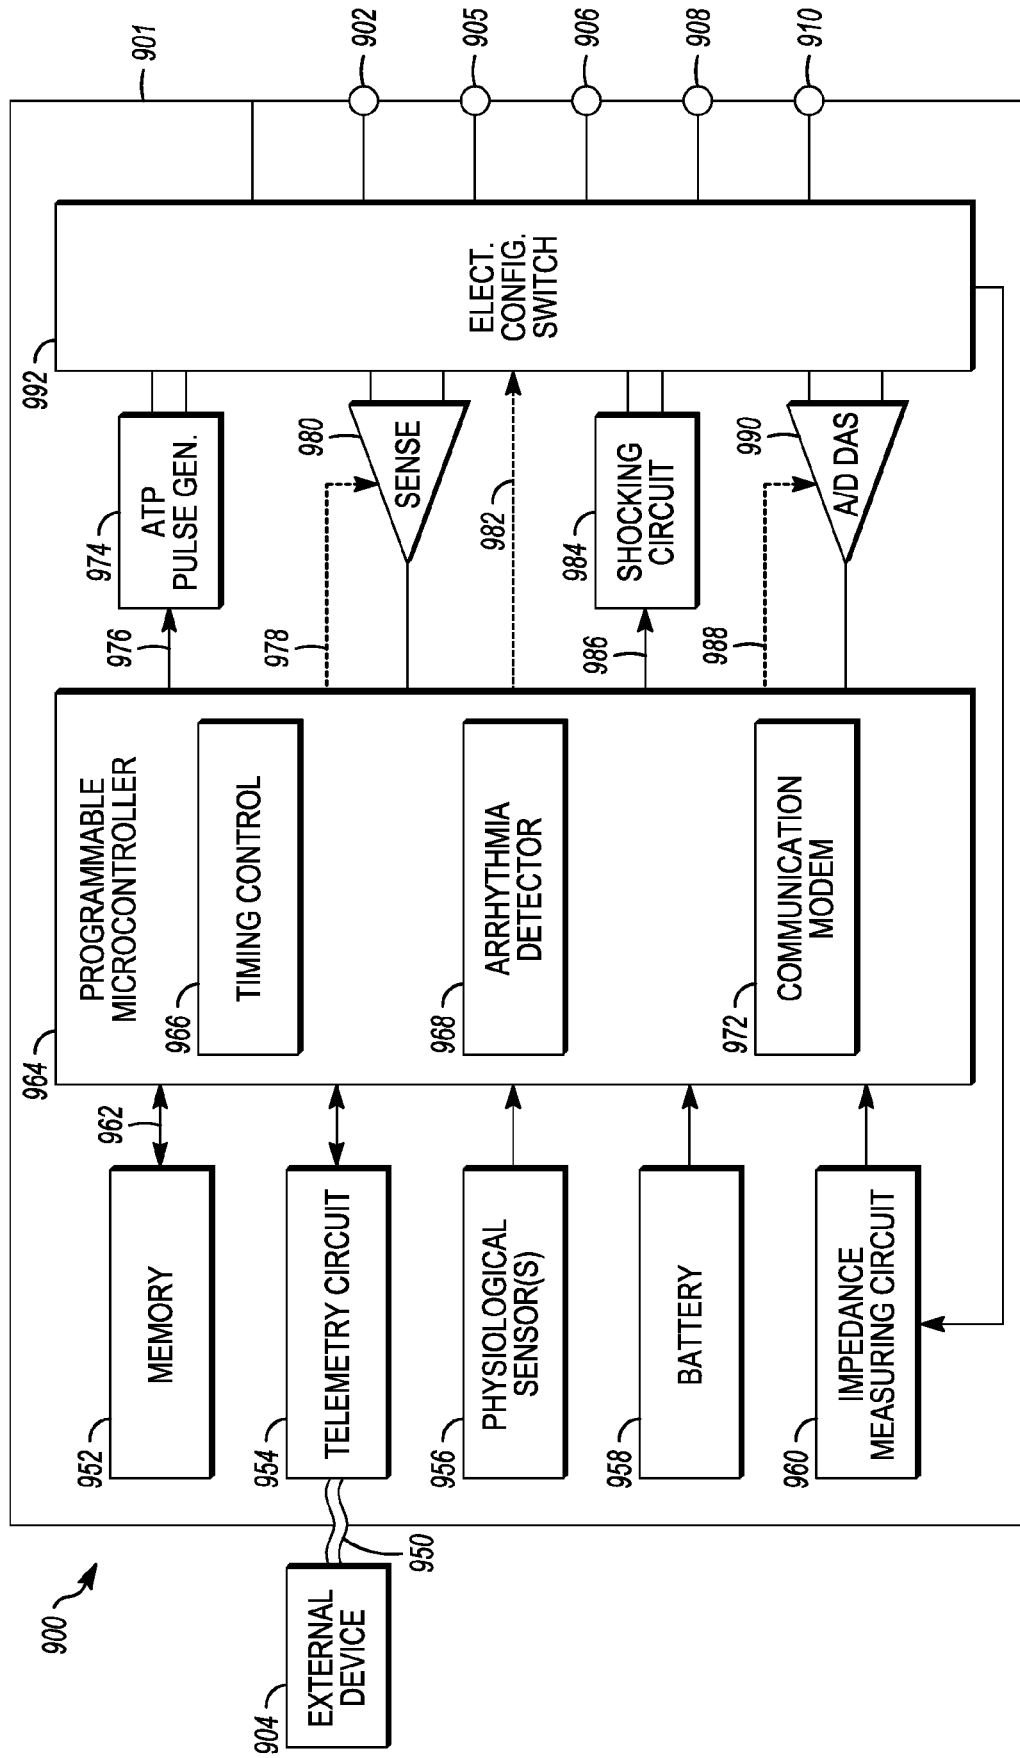 900
904
EXTERNAL
DEVICE
950
901
952
MEMORY
954
TELEMETRY CIRCUIT
956
PHYSIOLOGICAL
SENSOR(S)
958
BATTERY
960
IMPEDANCE
MEASURING CIRCUIT
962
964
PROGRAMMABLE
MICROCONTROLLER
966
TIMING CONTROL
968
ARRHYTHMIA
DETECTOR
972
COMMUNICATION
MODEM
976
974
ATP
PULSE GEN.
978
980
SENSE
982
986
984
SHOCKING
CIRCUIT
988
990
A/D DAS
992
ELECT.
CONFIG.
SWITCH
902
905
906
908
910